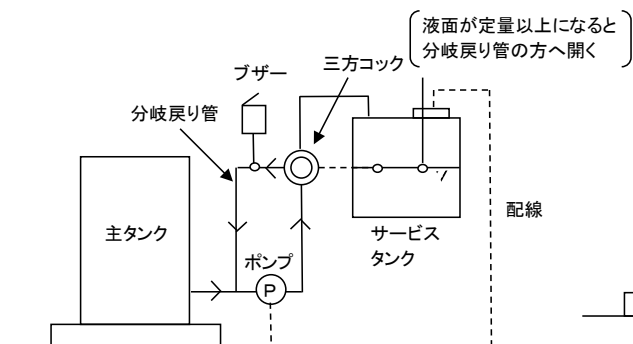 液面が定量以上になると
分岐戻り管の方へ開く
三方コック
ブザー
分岐戻り管
主タンク
配線
サービス
タンク
ポンプ
P